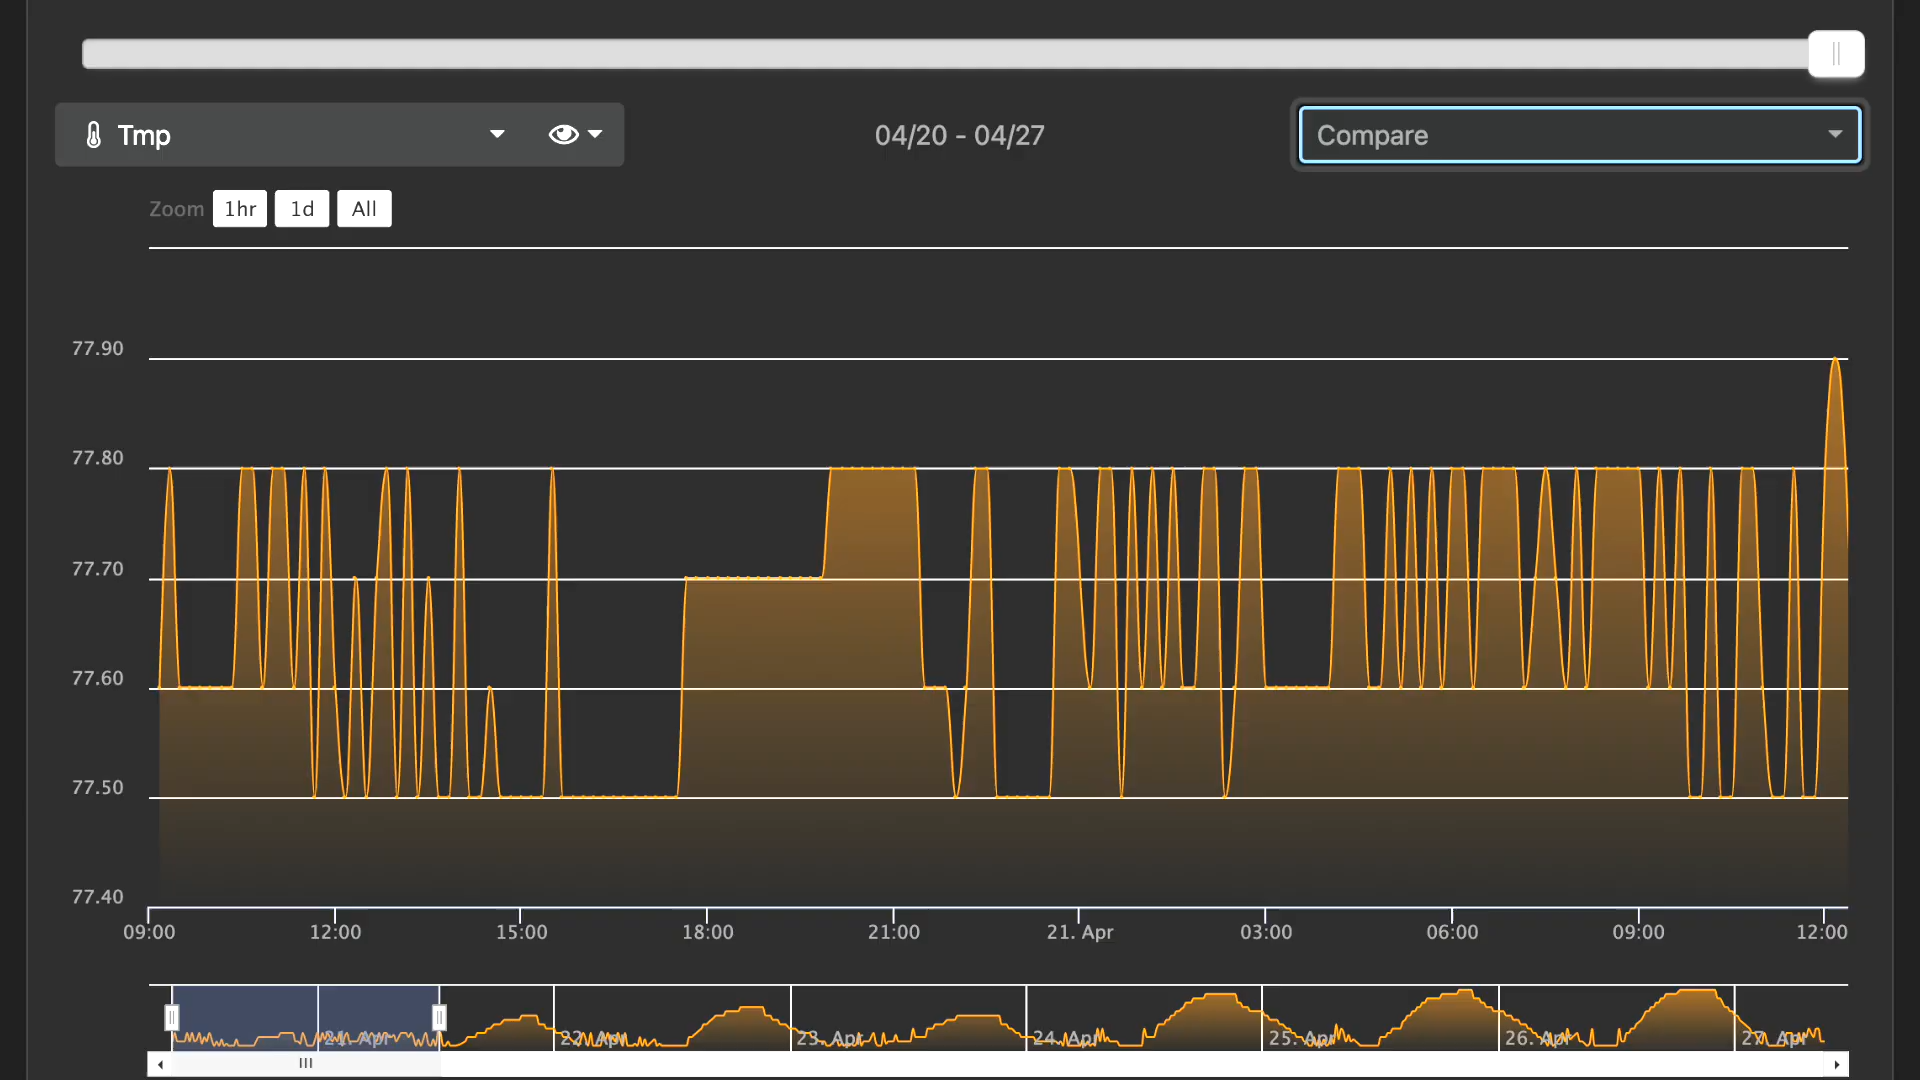 Tmp
04/20 - 04/27
Compare
Zoom 1hr 1d All
77.90
77.80
77.70
77.60
77.50
77.40
09:00 12:00 15:00 18:00 21:00 21. Apr 03:00 06:00 09:00 12:00
21. Apr 22. Apr 23. Apr 24. Apr 25. Apr 26. Apr 27. Apr